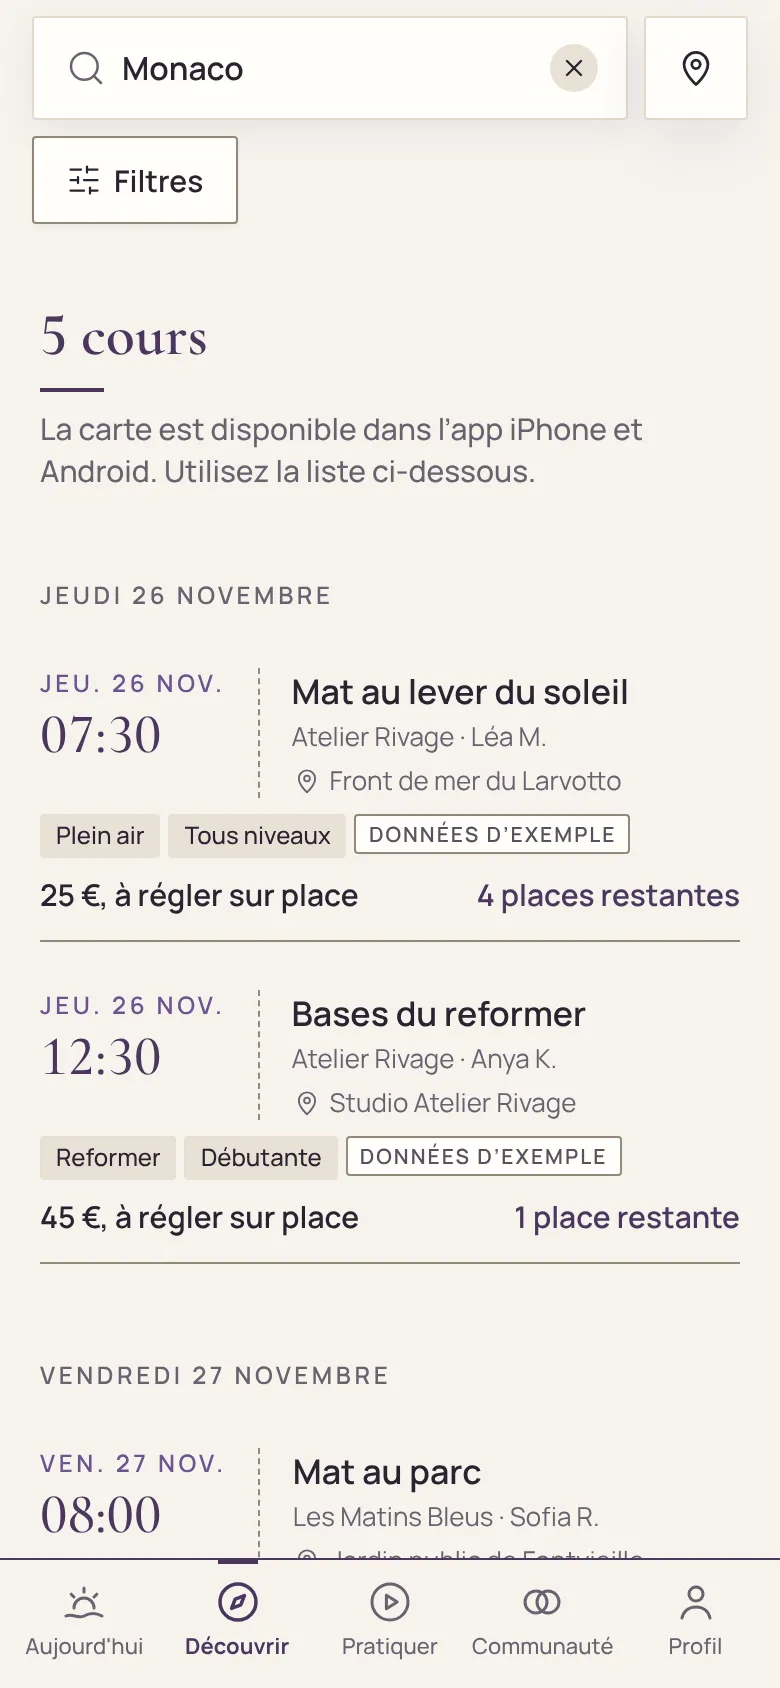 Monaco
Filtres
5 cours
La carte est disponible dans l’app iPhone et
Android. Utilisez la liste ci-dessous.
JEUDI 26 NOVEMBRE
JEU. 26 NOV.
07:30
Mat au lever du soleil
Atelier Rivage · Léa M.
Front de mer du Larvotto
Plein air
Tous niveaux
DONNÉES D’EXEMPLE
25 €, à régler sur place
4 places restantes
JEU. 26 NOV.
12:30
Bases du reformer
Atelier Rivage · Anya K.
Studio Atelier Rivage
Reformer
Débutante
DONNÉES D’EXEMPLE
45 €, à régler sur place
1 place restante
VENDREDI 27 NOVEMBRE
VEN. 27 NOV.
08:00
Mat au parc
Les Matins Bleus · Sofia R.
Jardin public de Fontvieille
Aujourd'hui
Découvrir
Pratiquer
Communauté
Profil